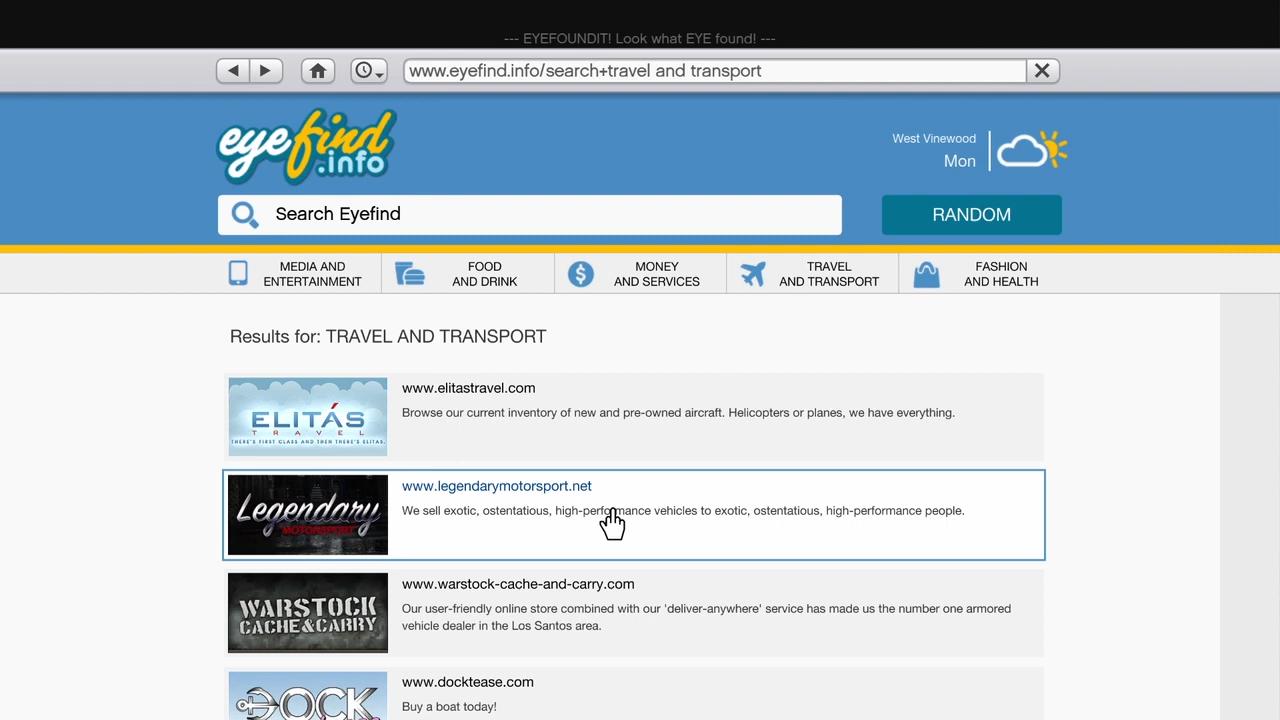 --- EYEFOUNDIT! Look what EYE found! ---
www.eyefind.info/search+travel and transport
eyefind
.info
West Vinewood
Mon
Search Eyefind
RANDOM
MEDIA AND
ENTERTAINMENT
FOOD
AND DRINK
MONEY
AND SERVICES
TRAVEL
AND TRANSPORT
FASHION
AND HEALTH
Results for: TRAVEL AND TRANSPORT
ELITÁS
TRAVEL
THERE'S FIRST CLASS AND THEN THERE'S ELITAS.
www.elitastravel.com
Browse our current inventory of new and pre-owned aircraft. Helicopters or planes, we have everything.
Legendary
MOTORSPORT
www.legendarymotorsport.net
We sell exotic, ostentatious, high-performance vehicles to exotic, ostentatious, high-performance people.
WARSTOCK
CACHE&CARRY
www.warstock-cache-and-carry.com
Our user-friendly online store combined with our 'deliver-anywhere' service has made us the number one armored
vehicle dealer in the Los Santos area.
DOCK
www.docktease.com
Buy a boat today!